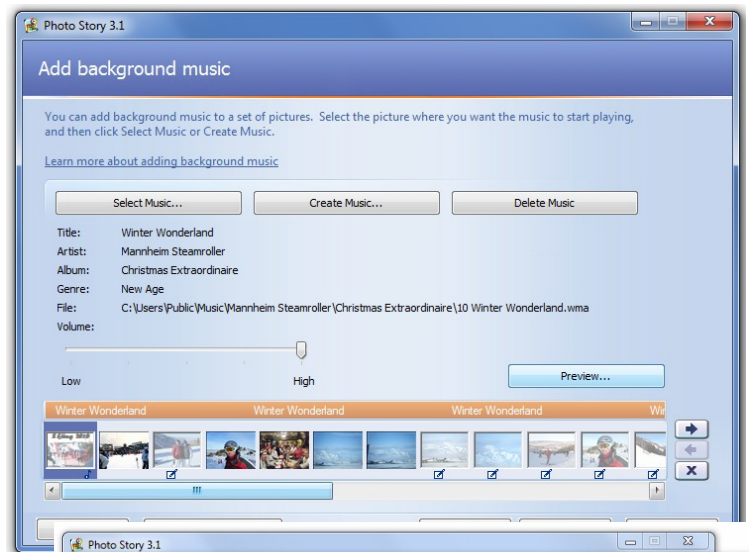 Photo Story 3.1
Add background music
You can add background music to a set of pictures. Select the picture where you want the music to start playing,
and then click Select Music or Create Music.
Learn more about adding background music
Select Music... Create Music... Delete Music
Title: Winter Wonderland
Artist: Mannheim Steamroller
Album: Christmas Extraordinaire
Genre: New Age
File: C:\Users\Public\Music\Mannheim Steamroller\Christmas Extraordinaire\10 Winter Wonderland.wma
Volume:
Low High Preview...
Winter Wonderland Winter Wonderland Winter Wonderland Wir
Photo Story 3.1